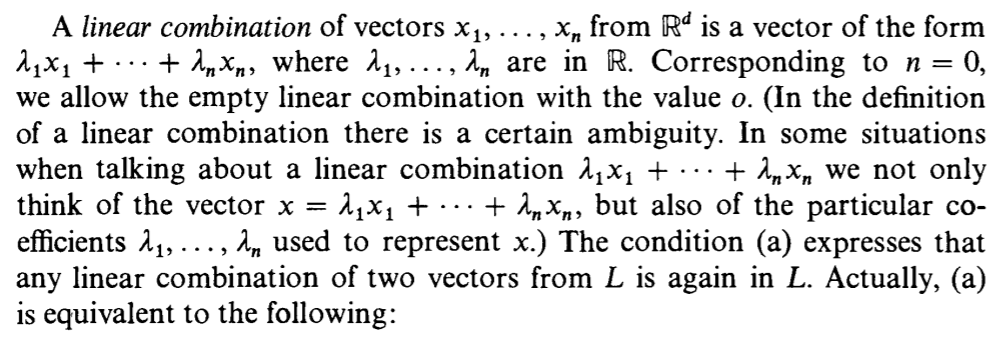 A linear combination of vectors x₁, ..., xₙ from ℝᵈ is a vector of the form
λ₁x₁ + ··· + λₙxₙ, where λ₁, ..., λₙ are in ℝ. Corresponding to n = 0,
we allow the empty linear combination with the value o. (In the definition
of a linear combination there is a certain ambiguity. In some situations
when talking about a linear combination λ₁x₁ + ··· + λₙxₙ we not only
think of the vector x = λ₁x₁ + ··· + λₙxₙ, but also of the particular co-
efficients λ₁, ..., λₙ used to represent x.) The condition (a) expresses that
any linear combination of two vectors from L is again in L. Actually, (a)
is equivalent to the following: